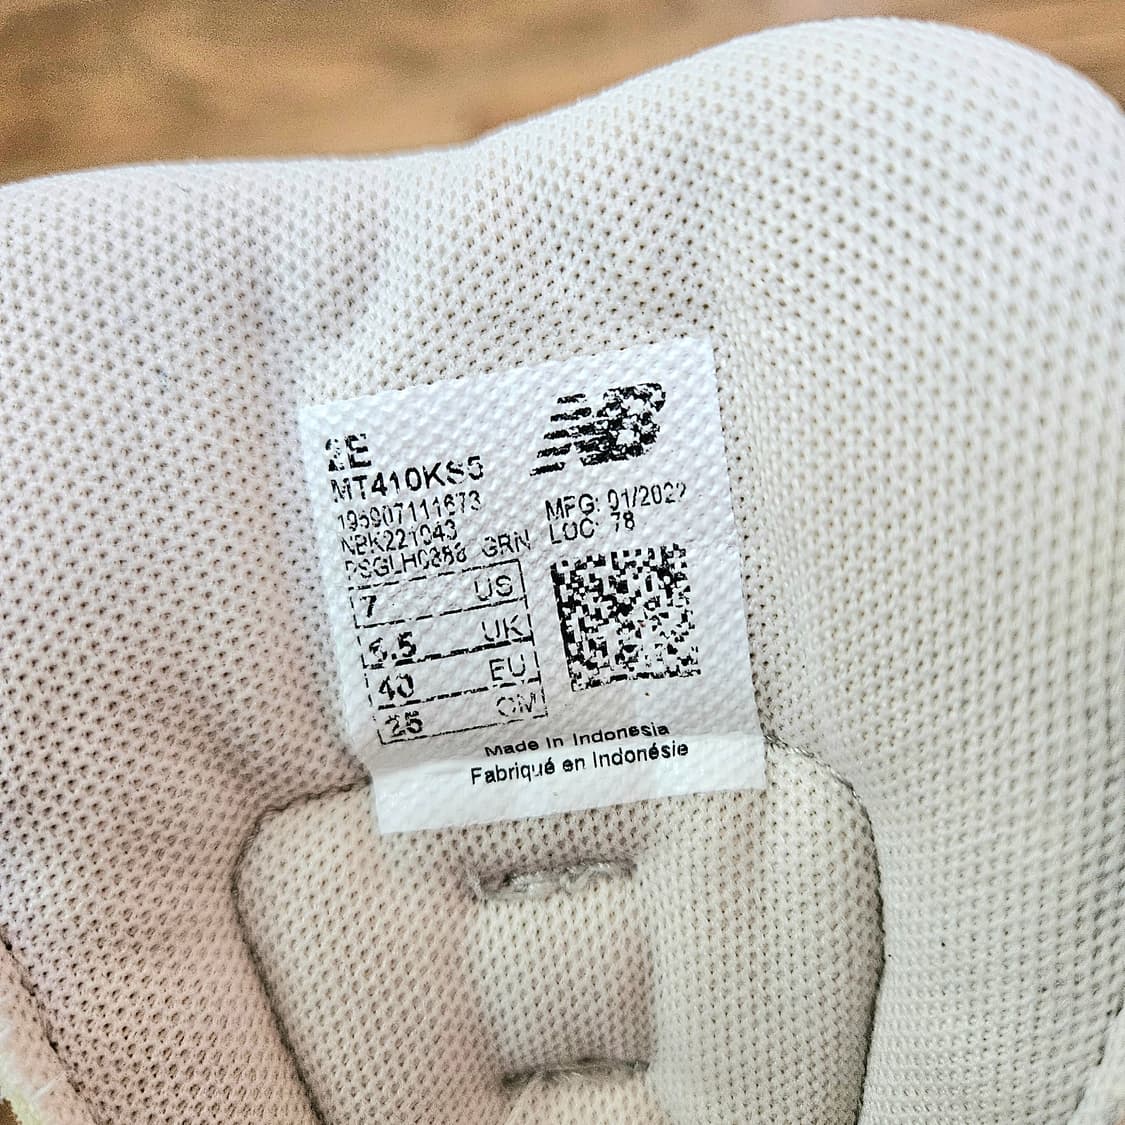 2E
MT410KS5
195907111673
NBK221043
GRN
MFG: 01/2022
LOC: 78
7 US
6.5 UK
40 EU
25 CM
Made in Indonesia
Fabriqué en Indonésie